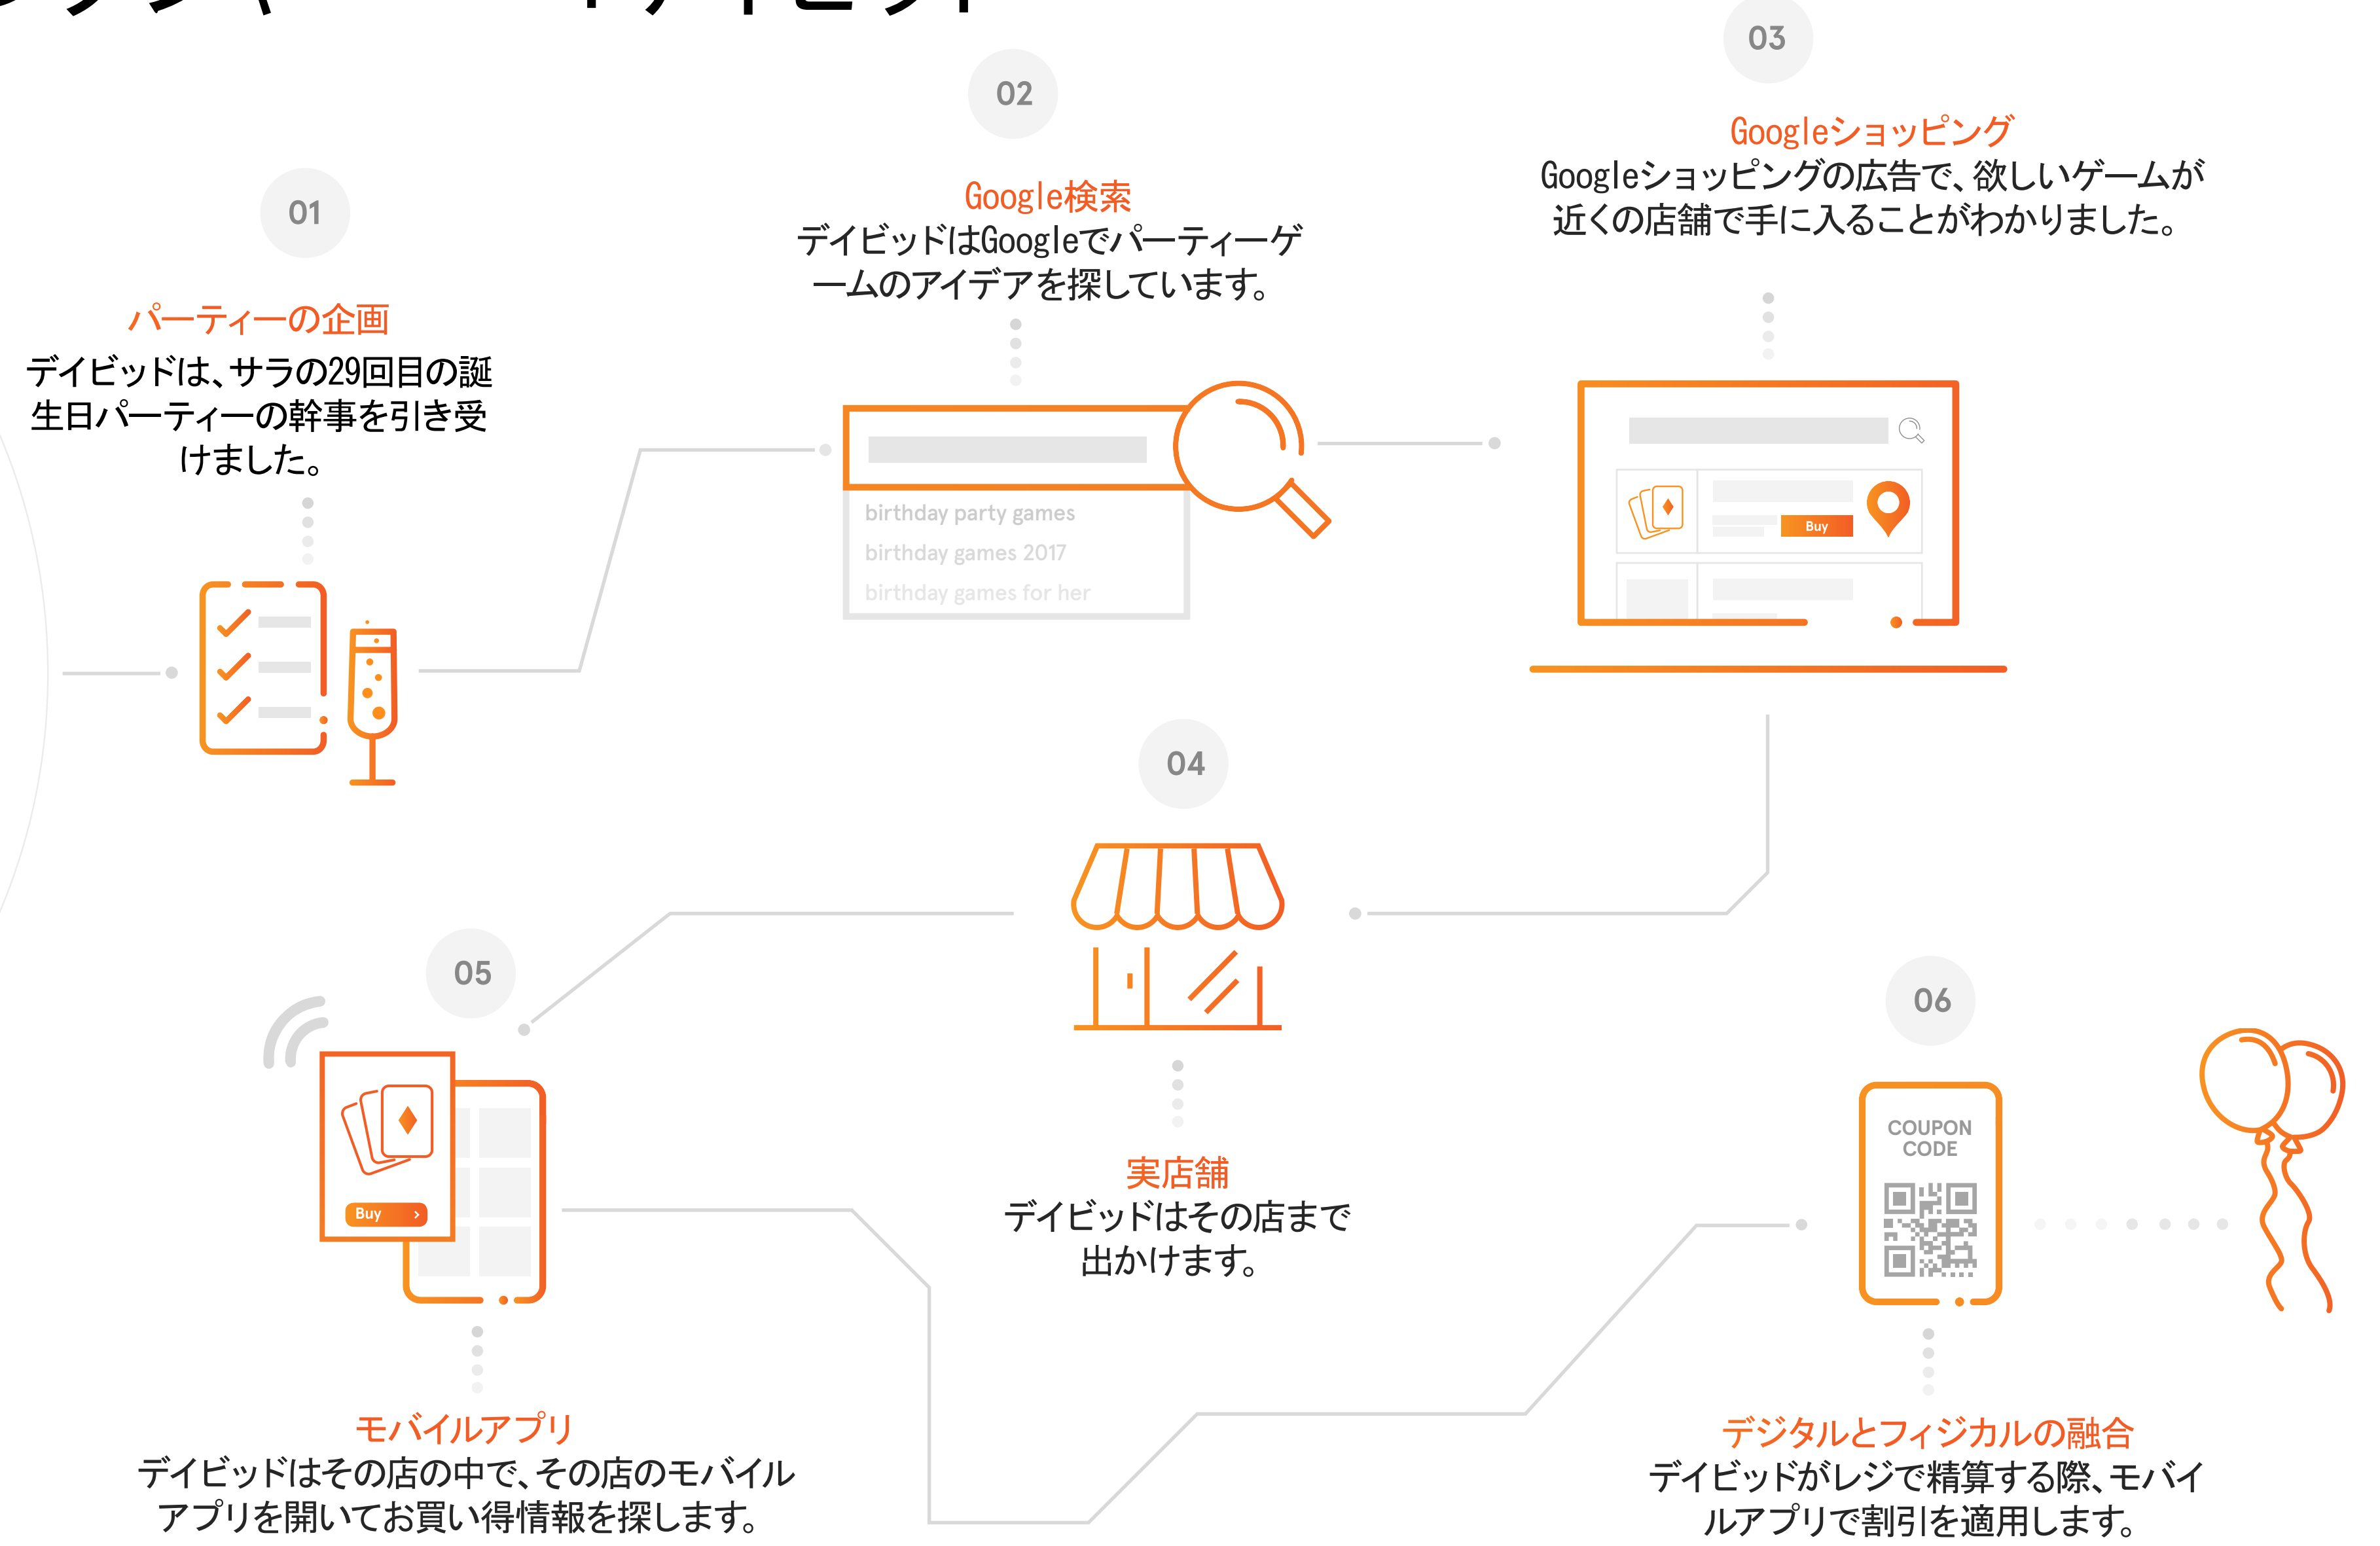 01
パーティーの企画
デイビッドは、サラの29回目の誕
生日パーティーの幹事を引き受
けました。
02
Google検索
デイビッドはGoogleでパーティーゲ
ームのアイデアを探しています。
birthday party games
birthday games 2017
birthday games for her
03
Googleショッピング
Googleショッピングの広告で、欲しいゲームが
近くの店舗で手に入ることがわかりました。
Buy
04
実店舗
デイビッドはその店まで
出かけます。
05
Buy
モバイルアプリ
デイビッドはその店の中で、その店のモバイル
アプリを開いてお買い得情報を探します。
06
COUPON
CODE
デジタルとフィジカルの融合
デイビッドがレジで精算する際、モバイ
ルアプリで割引を適用します。